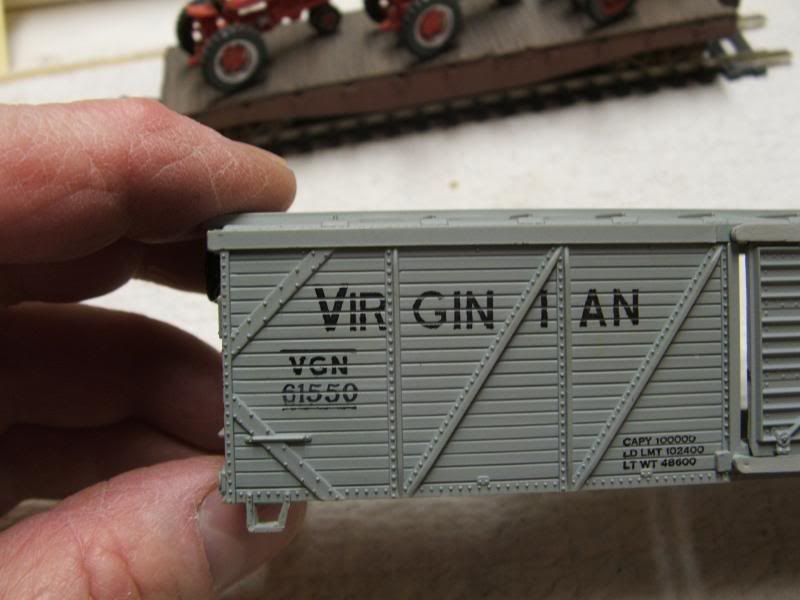 VIRGINIAN
VGN
61550
CAPY 100000
LD LMT 102400
LT WT 48600